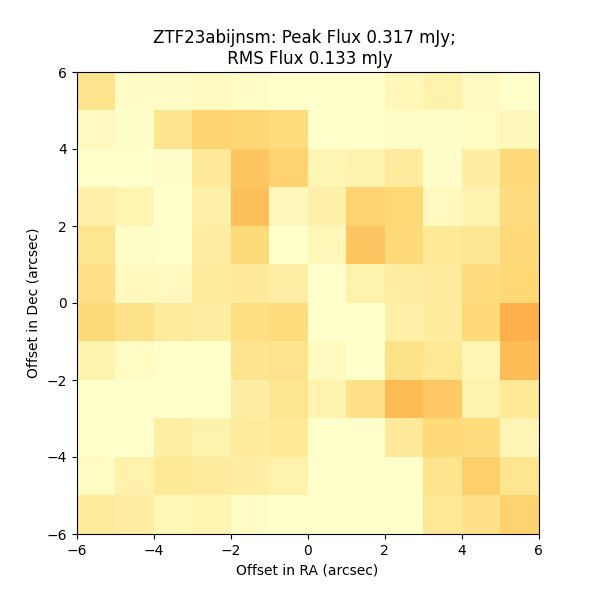 ZTF23abijnsm: Peak Flux 0.317 mJy;
RMS Flux 0.133 mJy
6
4
2
0
−2
−4
−6
Offset in Dec (arcsec)
−6 −4 −2 0 2 4 6
Offset in RA (arcsec)